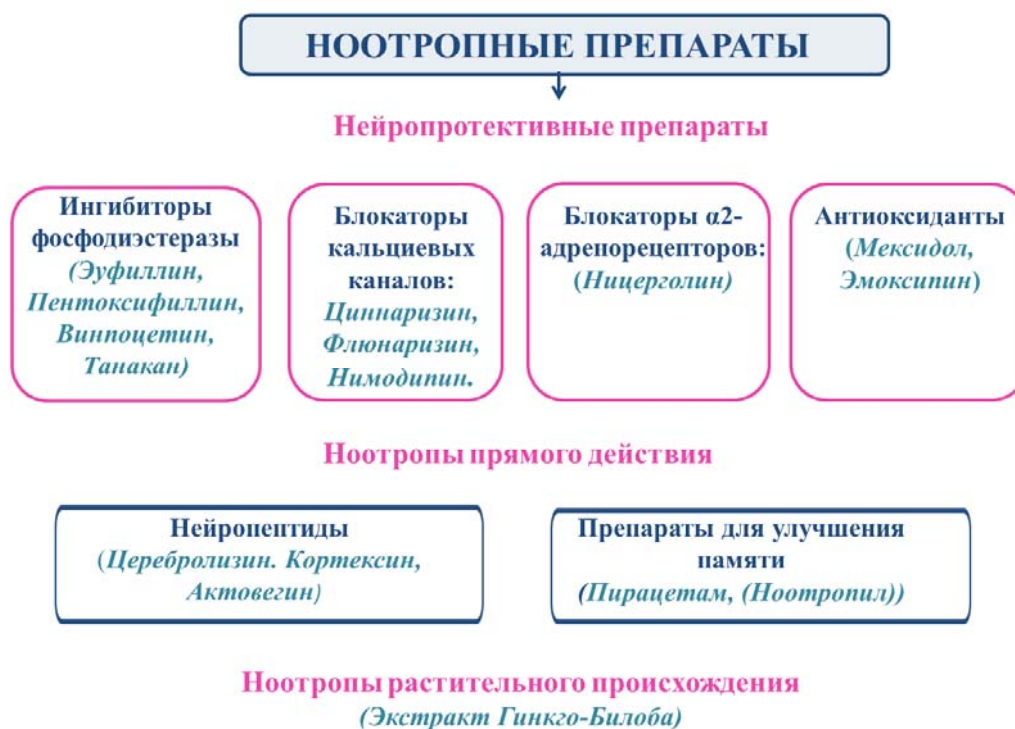 НООТРОПНЫЕ ПРЕПАРАТЫ
Нейропротективные препараты
Ингибиторы
фосфодиэстеразы
(Эуфиллин,
Пентоксифиллин,
Винпоцетин,
Танакан)
Блокаторы
кальциевых
каналов:
Циннаризин,
Флюнаризин,
Нимодипин.
Блокаторы α2-
адренорецепторов:
(Ницерголин)
Антиоксиданты
(Мексидол,
Эмоксипин)
Ноотропы прямого действия
Нейропептиды
(Церебролизин. Кортексин,
Актовегин)
Препараты для улучшения
памяти
(Пирацетам, (Ноотропил))
Ноотропы растительного происхождения
(Экстракт Гинкго-Билоба)